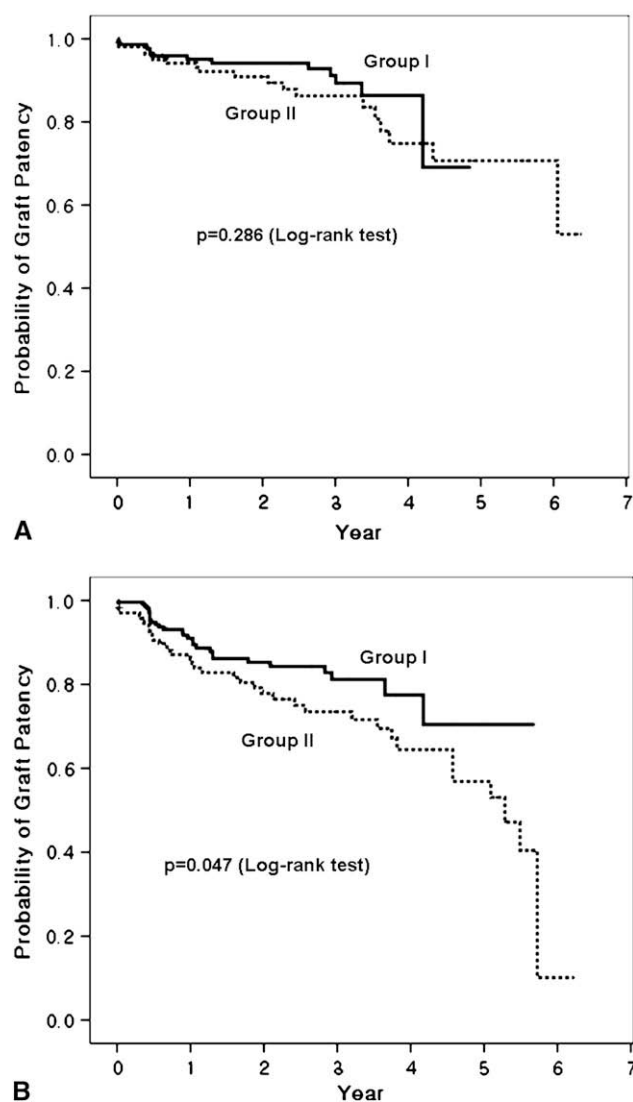 1.0
0.8
0.6
0.4
0.2
0.0
Probability of Graft Patency
Group I
Group II
p=0.286 (Log-rank test)
0 1 2 3 4 5 6 7
Year
A
1.0
0.8
0.6
0.4
0.2
0.0
Probability of Graft Patency
Group I
Group II
p=0.047 (Log-rank test)
0 1 2 3 4 5 6 7
Year
B